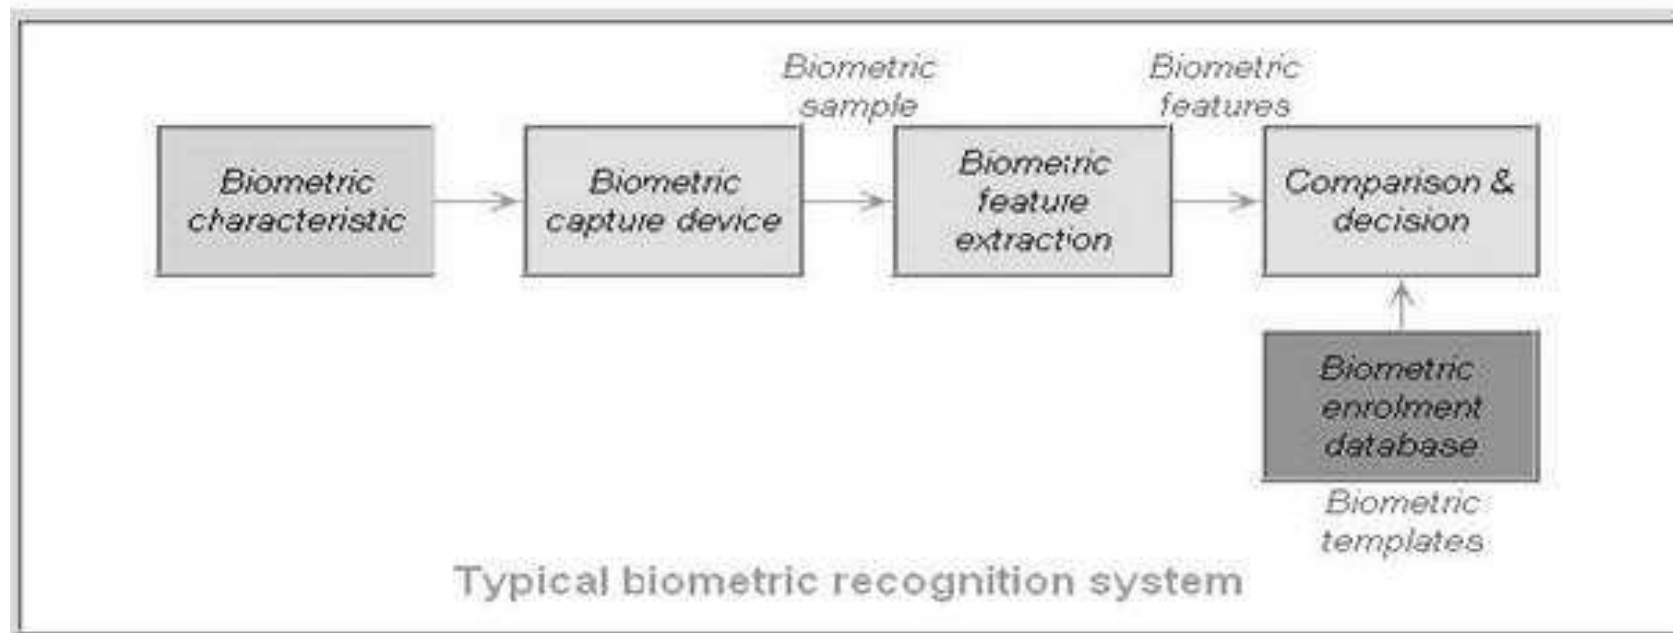 Biometric
sample
Biometric
features
Biometric
characteristic
Biometric
capture device
Biometric
feature
extraction
Comparison &
decision
Biometric
enrolment
database
Biometric
templates
Typical biometric recognition system